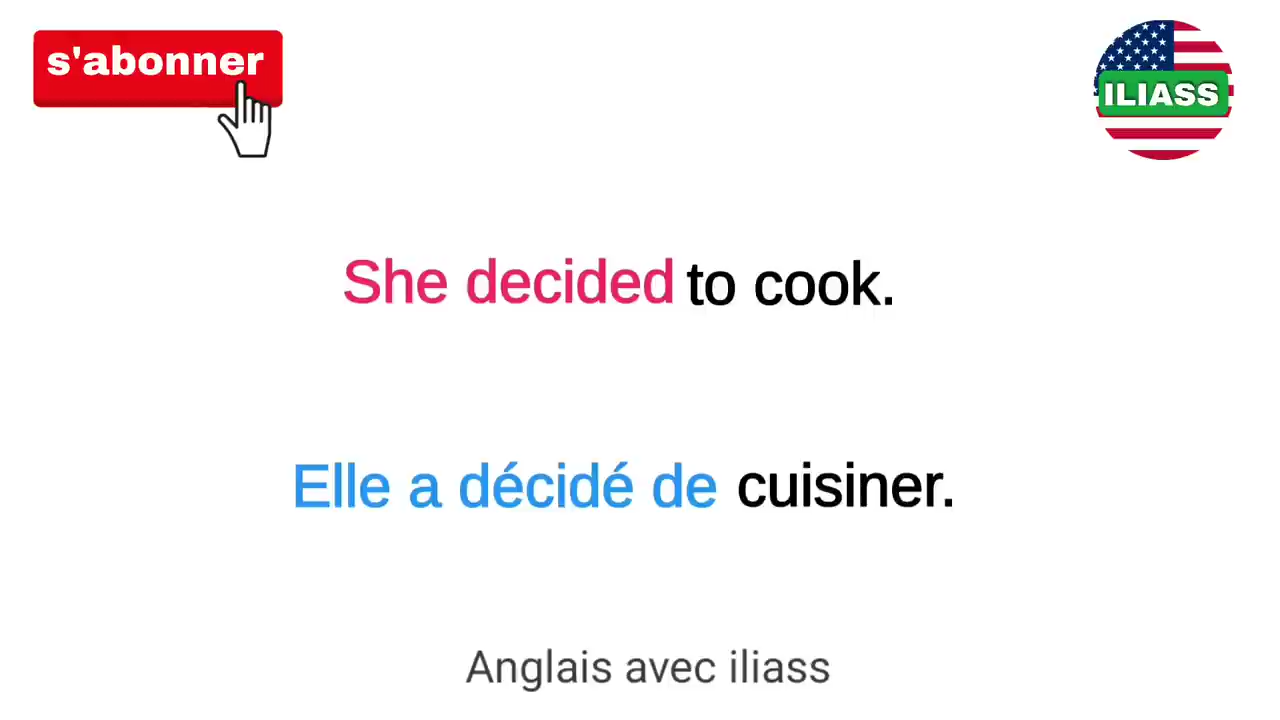 s'abonner
ILIASS
She decided to cook.
Elle a décidé de cuisiner.
Anglais avec iliass